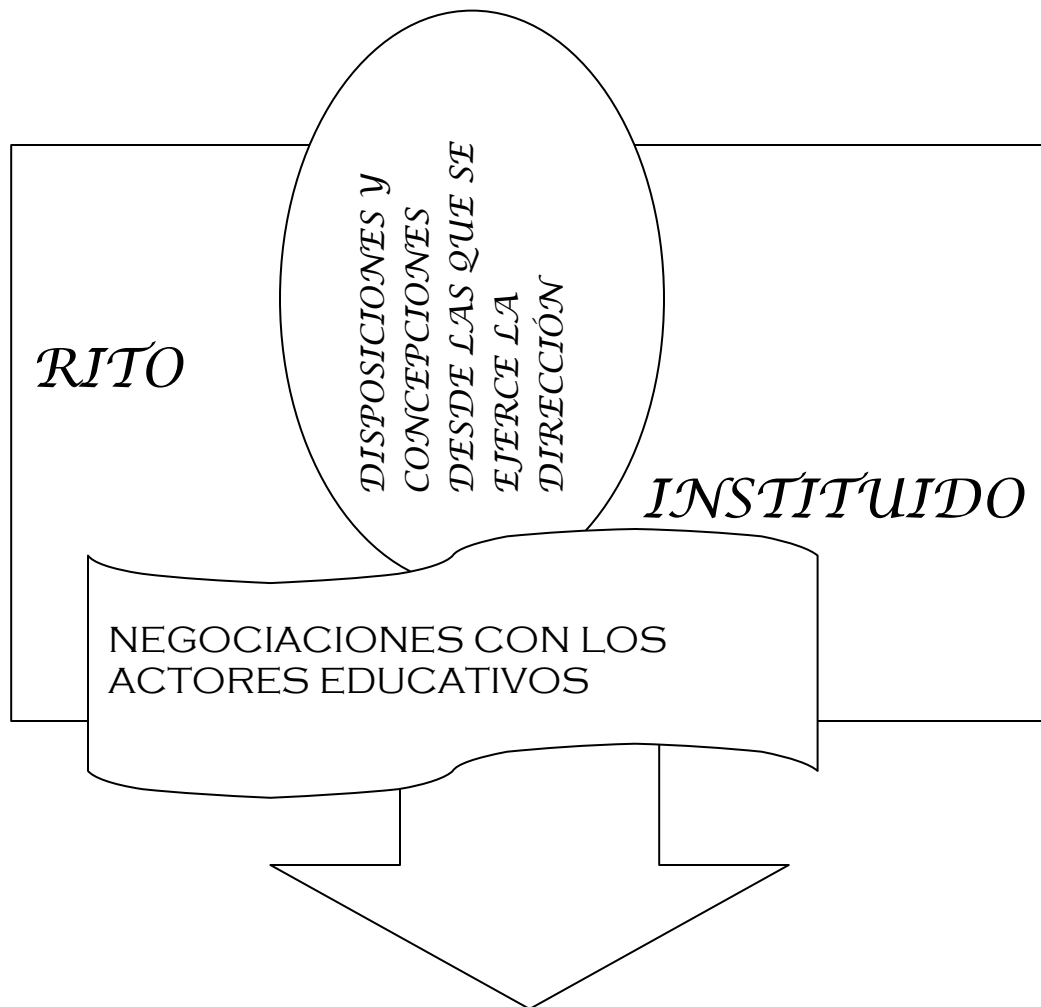 DISPOSICIONES Y
CONCEPCIONES
DESDE LAS QUE SE
EJERCE LA
DIRECCIÓN
RITO
INSTITUIDO
NEGOCIACIONES CON LOS
ACTORES EDUCATIVOS